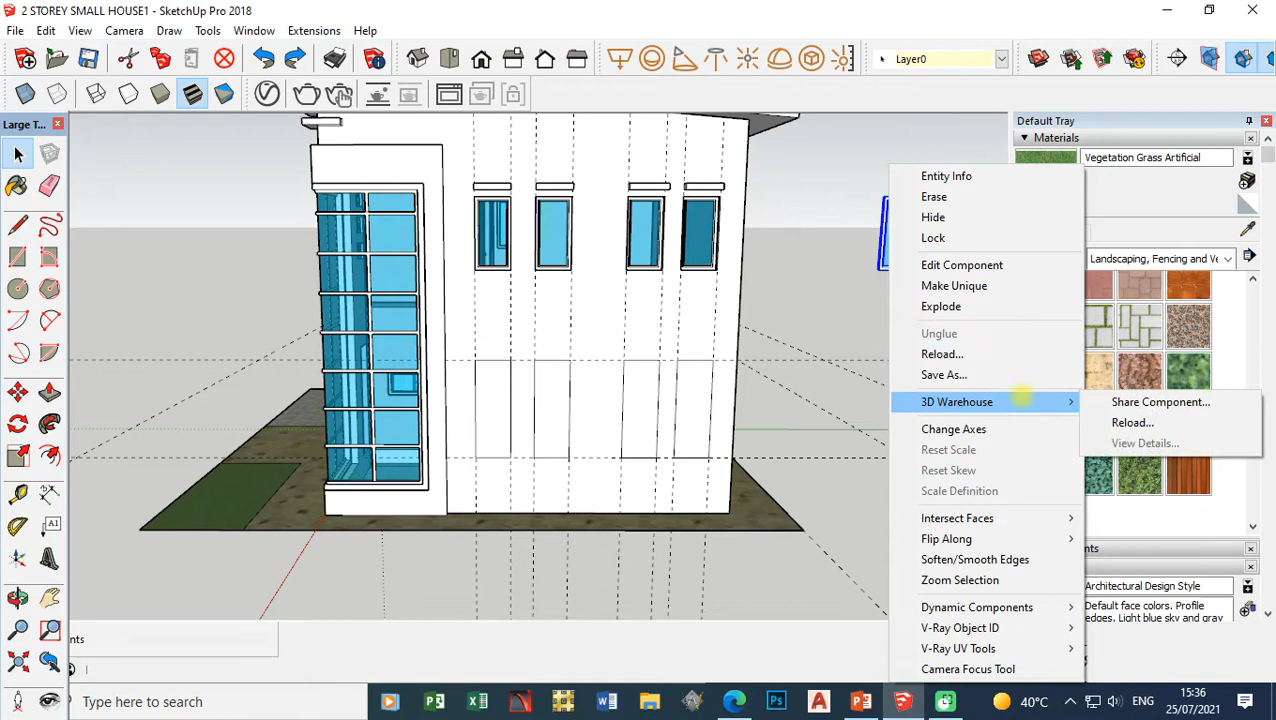 2 STOREY SMALL HOUSE1 - SketchUp Pro 2018
File Edit View Camera Draw Tools Window Extensions Help
Layer0
Large T...
Default Tray
Materials
Vegetation Grass Artificial
Landscaping, Fencing and Ve
Entity Info
Erase
Hide
Lock
Edit Component
Make Unique
Explode
Unglue
Reload...
Save As...
3D Warehouse
Share Component...
Reload...
View Details...
Change Axes
Reset Scale
Reset Skew
Scale Definition
Intersect Faces
Flip Along
Soften/Smooth Edges
Zoom Selection
Dynamic Components
V-Ray Object ID
V-Ray UV Tools
Camera Focus Tool
A1
nts
nts
Architectural Design Style
Default face colors. Profile
edges. Light blue sky and gray
Type here to search
40°C
ENG
15:36
25/07/2021